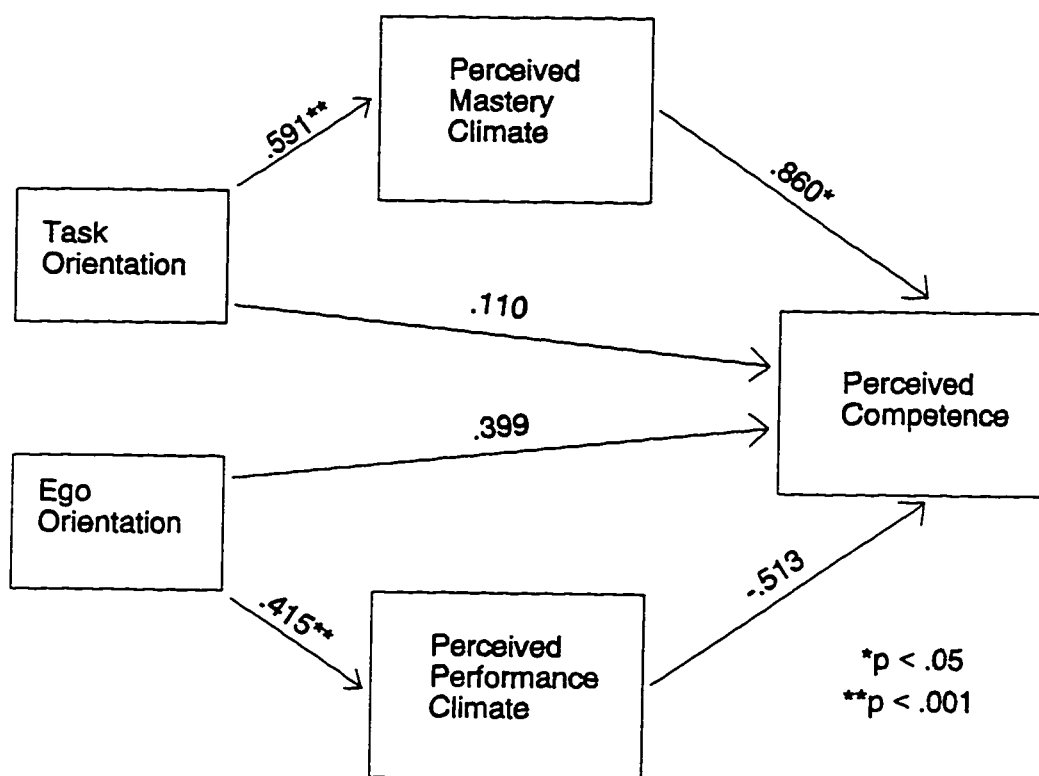 Perceived
Mastery
Climate
.591**
.860*
Task
Orientation
.110
Perceived
Competence
.399
Ego
Orientation
-.513
.415**
Perceived
Performance
Climate
*p < .05
**p < .001